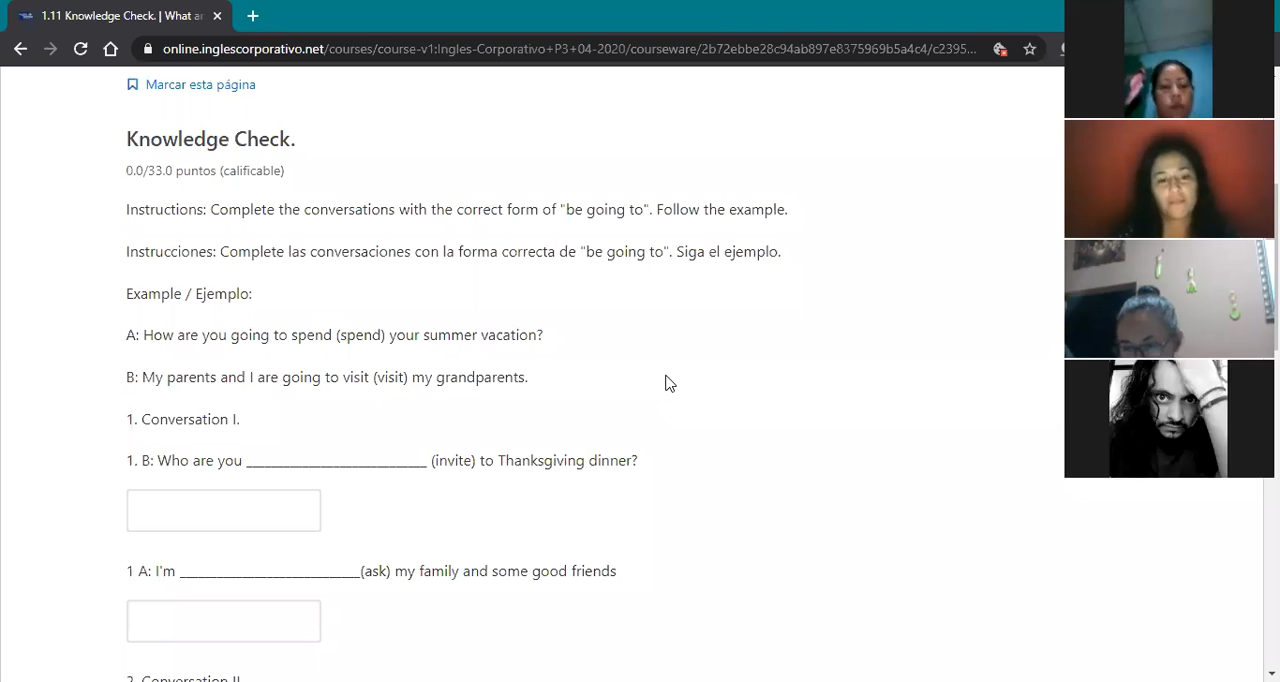 1.11 Knowledge Check. | What ar
online.inglescorporativo.net/courses/course-v1:Ingles-Corporativo+P3+04-2020/courseware/2b72ebbe28c94ab897e8375969b5a4c4/c2395...
Marcar esta página
Knowledge Check.
0.0/33.0 puntos (calificable)
Instructions: Complete the conversations with the correct form of "be going to". Follow the example.
Instrucciones: Complete las conversaciones con la forma correcta de "be going to". Siga el ejemplo.
Example / Ejemplo:
A: How are you going to spend (spend) your summer vacation?
B: My parents and I are going to visit (visit) my grandparents.
1. Conversation I.
1. B: Who are you __________________________ (invite) to Thanksgiving dinner?
1 A: I'm __________________________(ask) my family and some good friends
2. Conversation II.